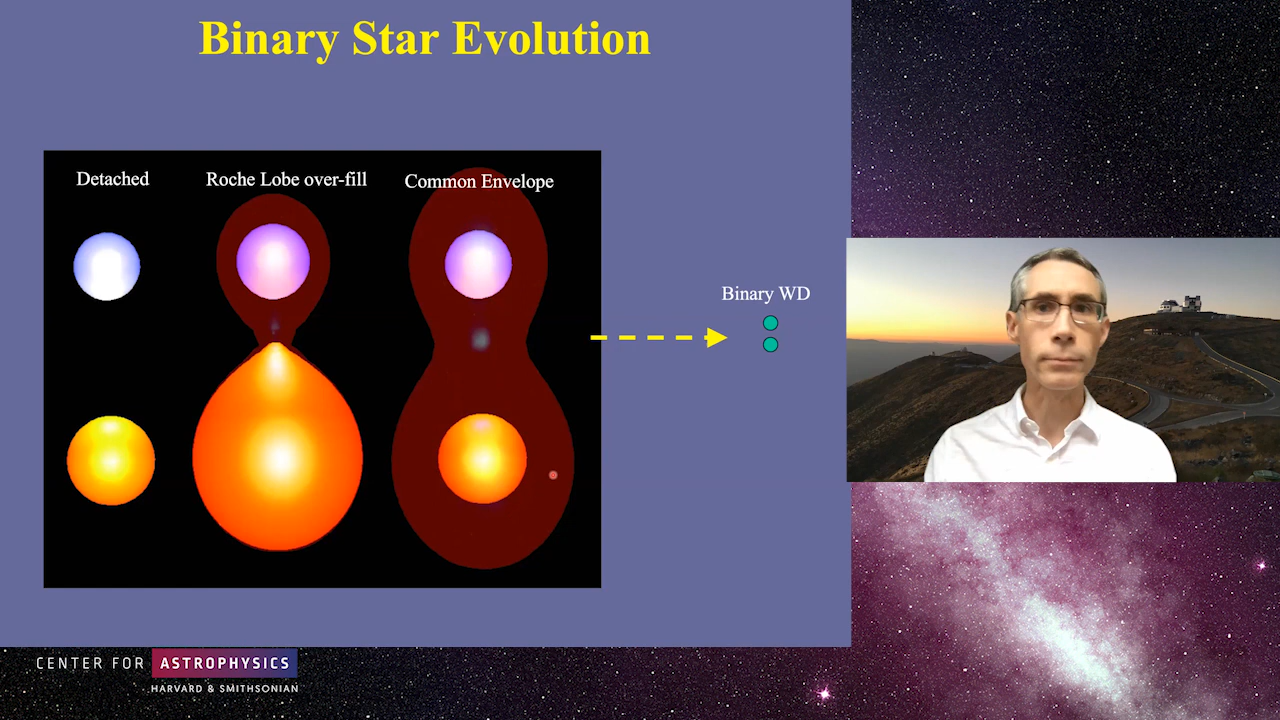 Binary Star Evolution
Detached
Roche Lobe over-fill
Common Envelope
Binary WD
CENTER FOR ASTROPHYSICS
HARVARD & SMITHSONIAN